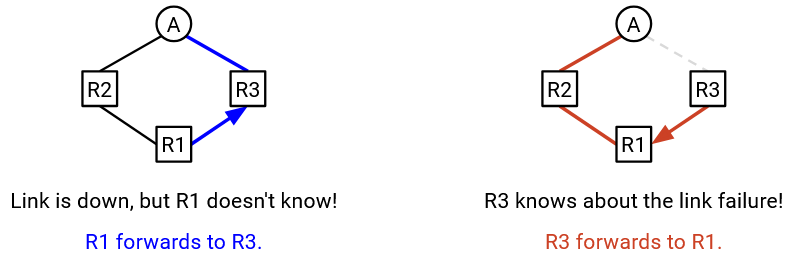 A
R2
R3
R1
Link is down, but R1 doesn't know!
R1 forwards to R3.
A
R2
R3
R1
R3 knows about the link failure!
R3 forwards to R1.